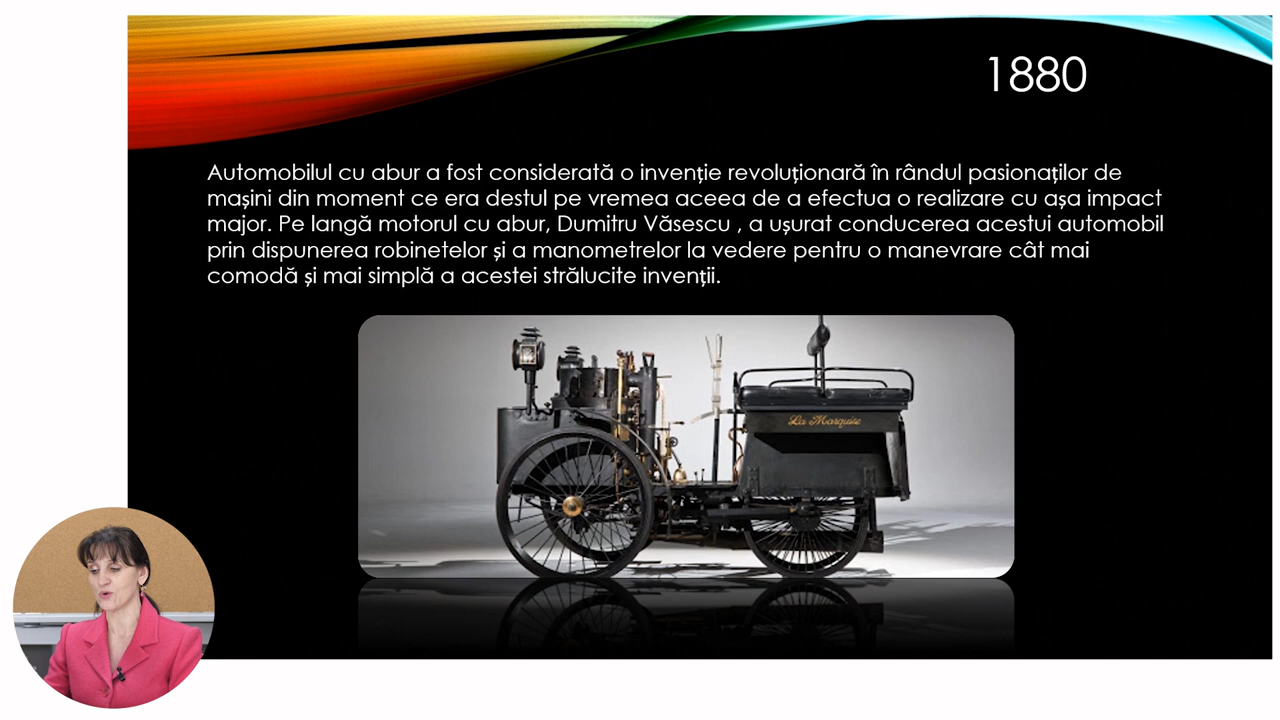 1880
Automobilul cu abur a fost considerată o invenție revoluționară în rândul pasionaților de
mașini din moment ce era destul pe vremea aceea de a efectua o realizare cu așa impact
major. Pe langă motorul cu abur, Dumitru Văsescu , a ușurat conducerea acestui automobil
prin dispunerea robinetelor și a manometrelor la vedere pentru o manevrare cât mai
comodă și mai simplă a acestei strălucite invenții.
La Marquise